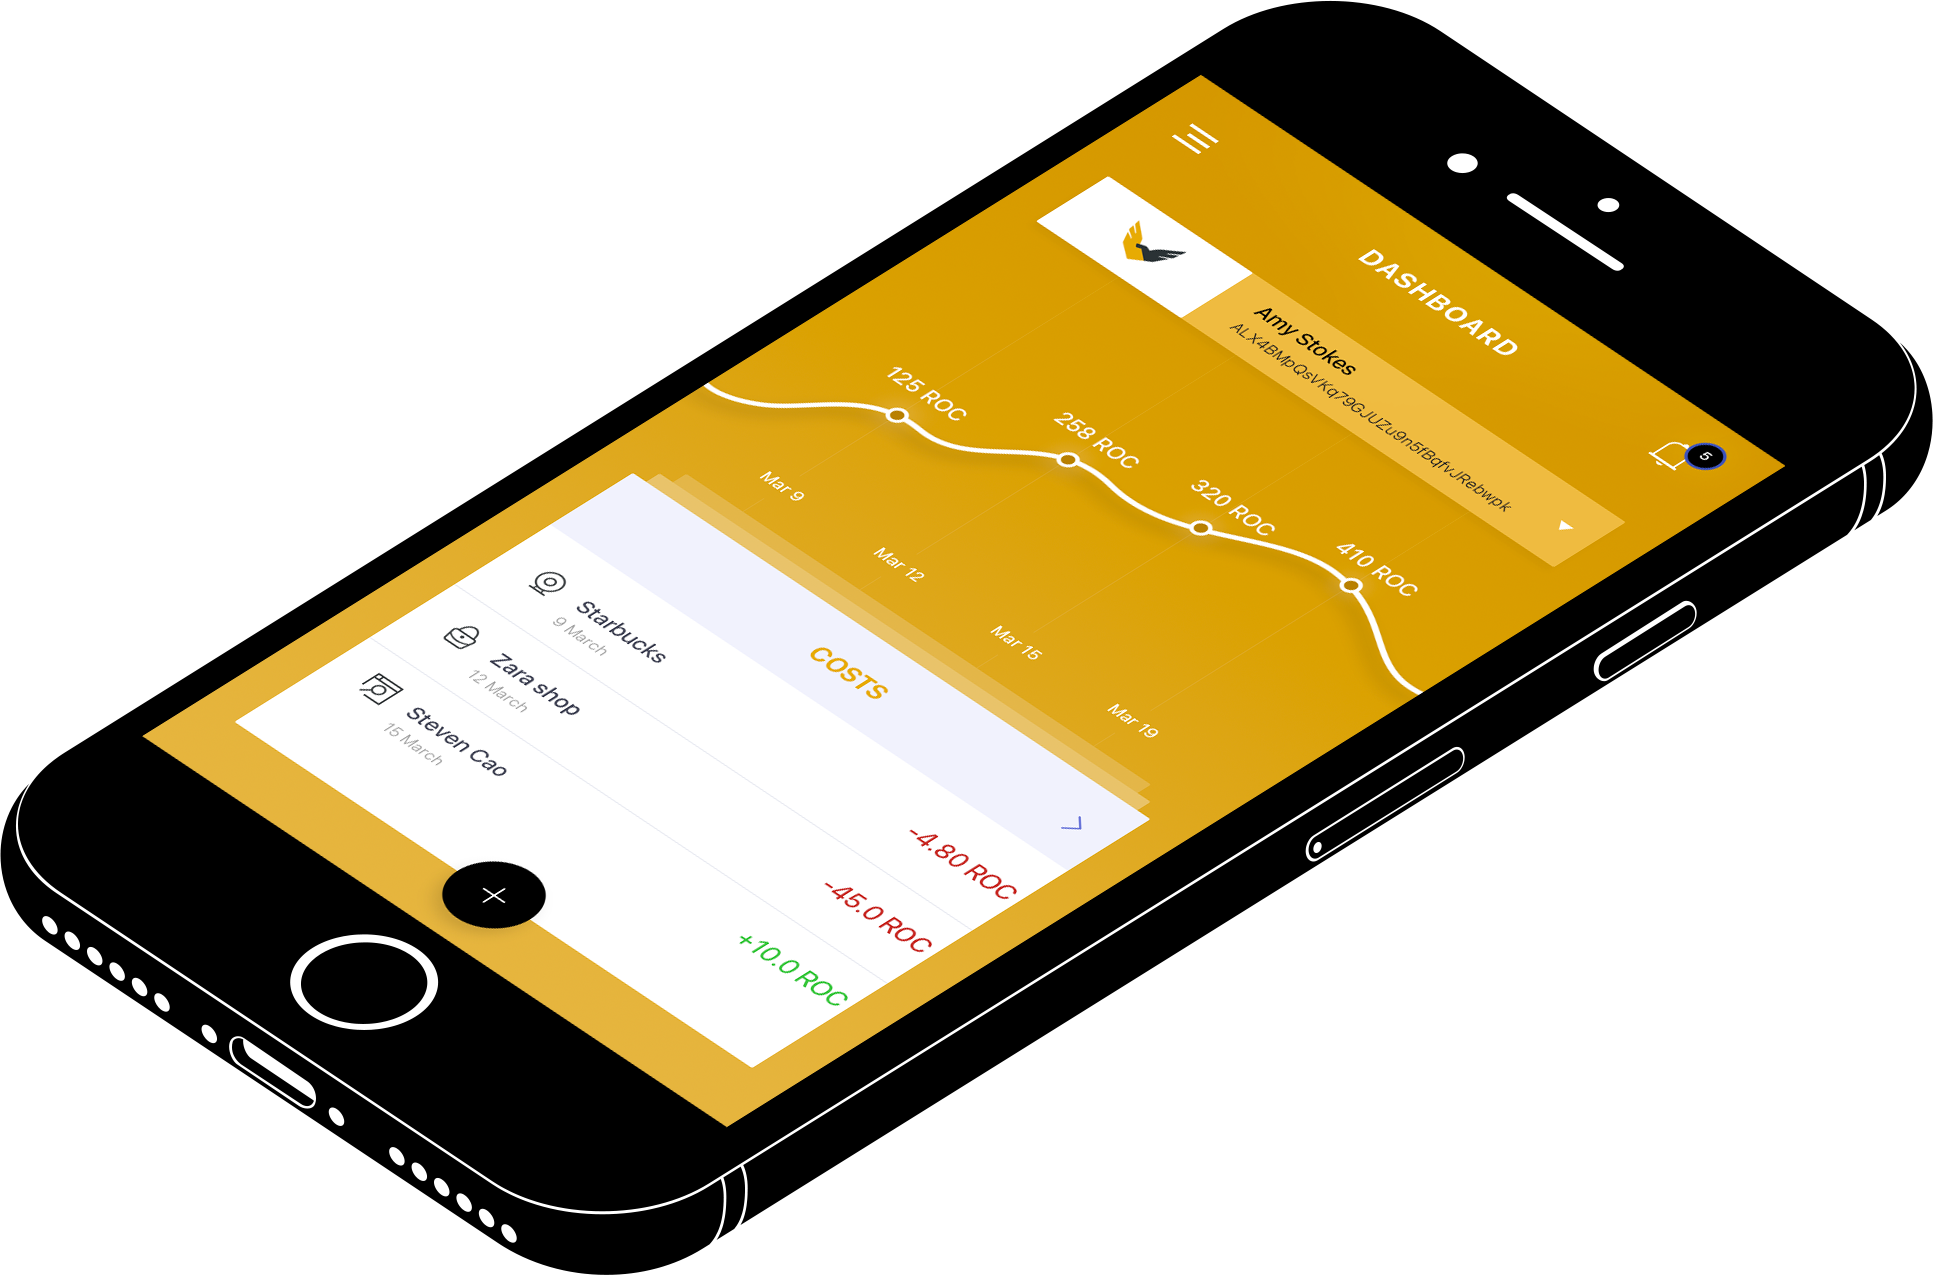 DASHBOARD
5
Amy Stokes
ALX4BMpQsVKq79GJUZu9n5fBqfvJRebwpk
125 ROC
258 ROC
320 ROC
410 ROC
Mar 9
Mar 12
Mar 15
Mar 19
COSTS
Starbucks
9 March
-4.80 ROC
Zara shop
12 March
-45.0 ROC
Steven Cao
15 March
+10.0 ROC